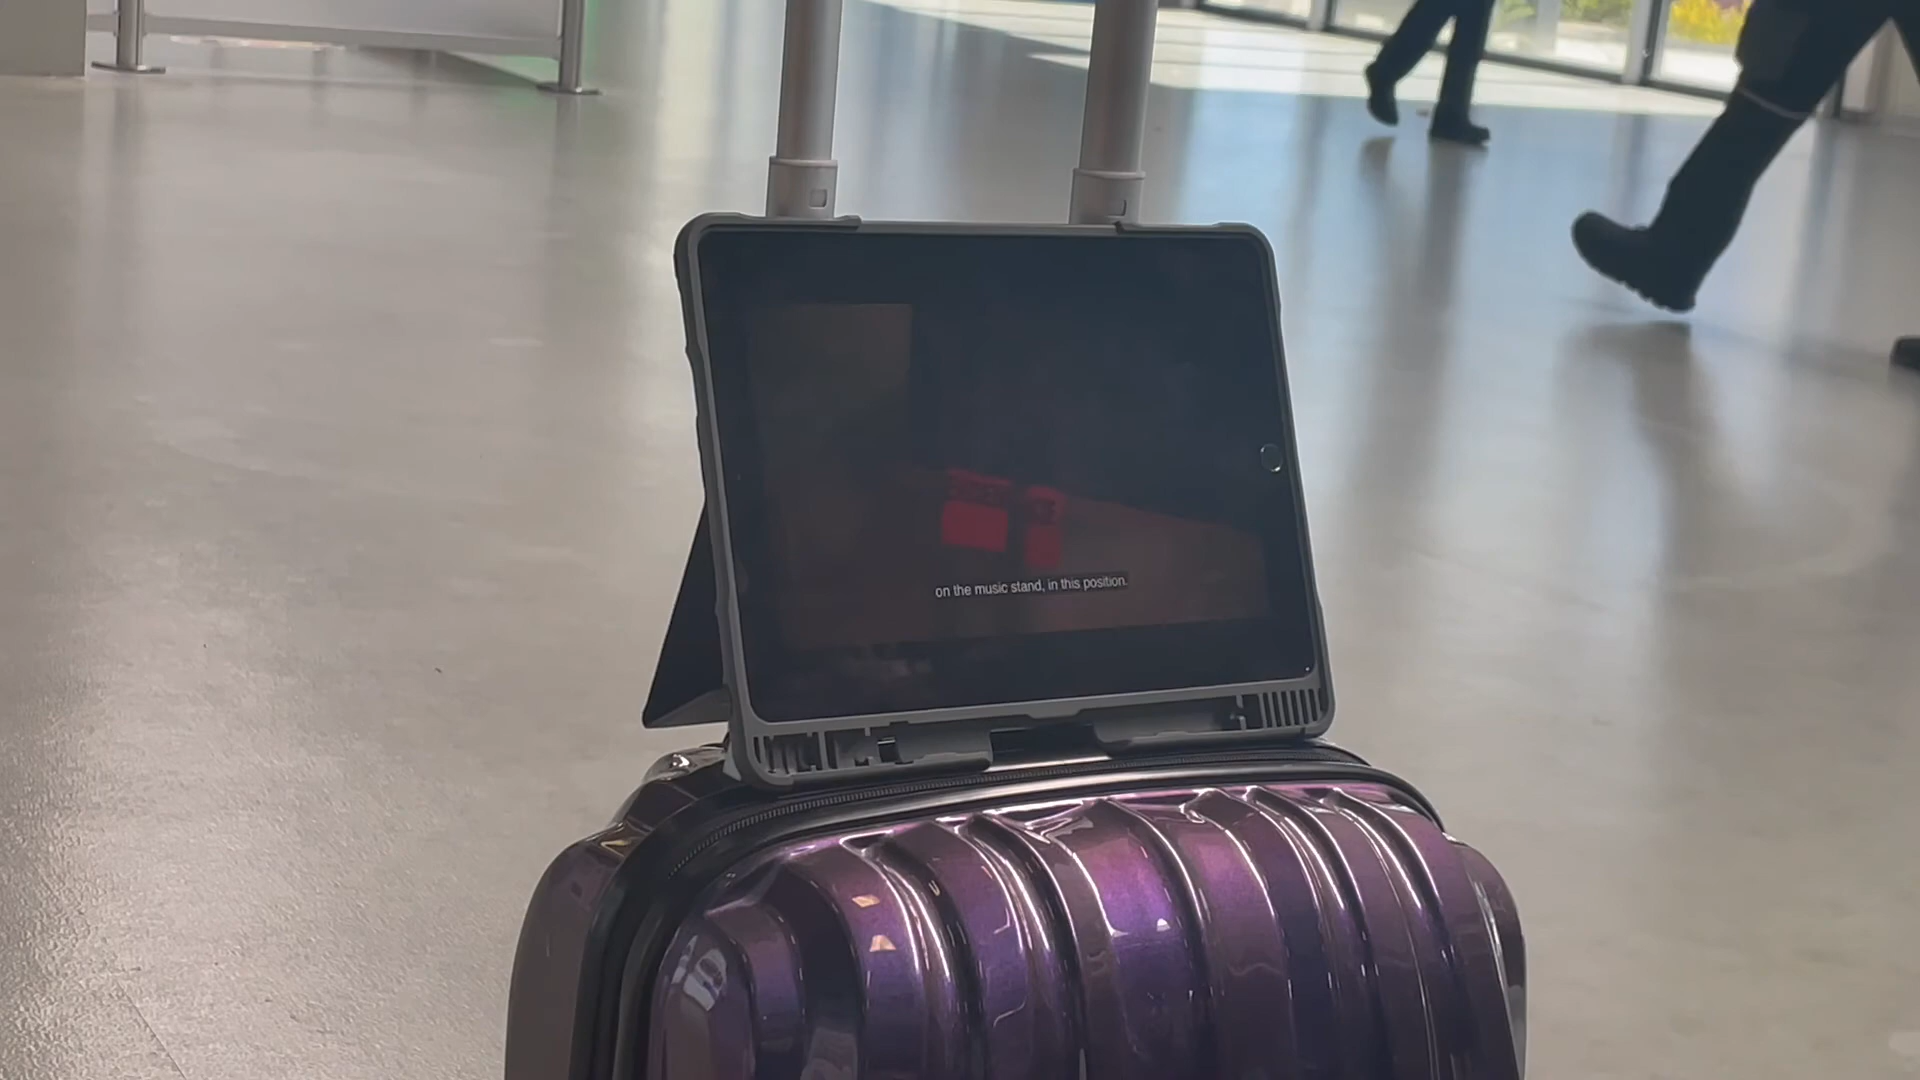 on the music stand, in this position.